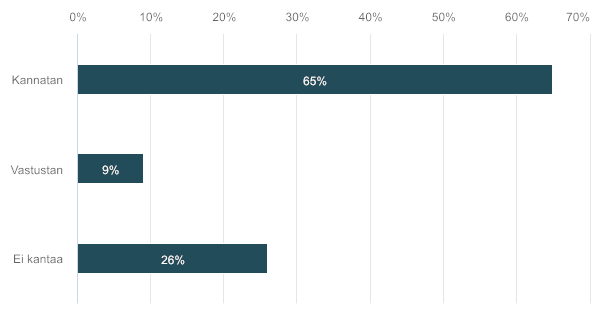 0% 10% 20% 30% 40% 50% 60% 70%
Kannatan 65%
Vastustan 9%
Ei kantaa 26%